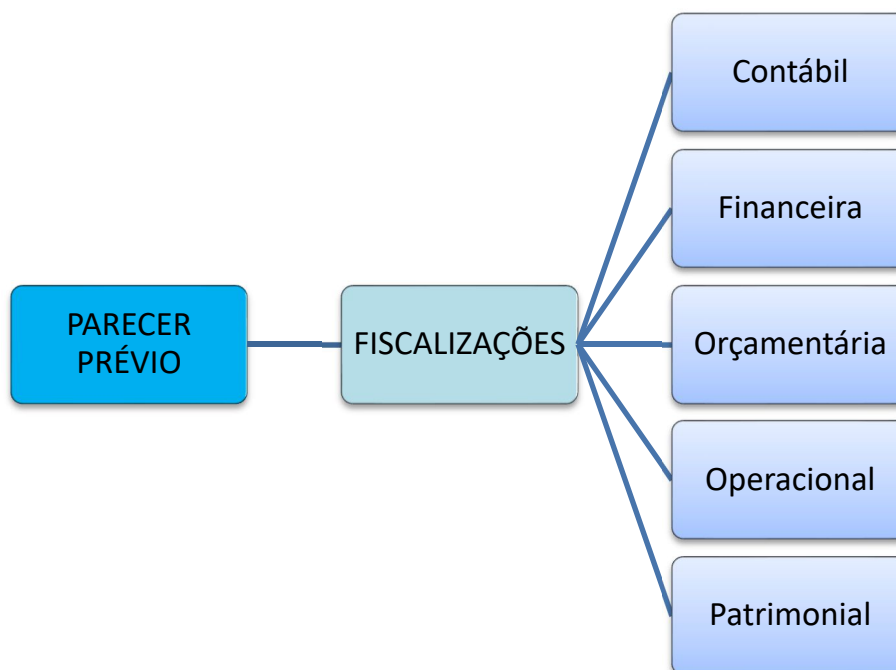 PARECER
PRÉVIO
FISCALIZAÇÕES
Contábil
Financeira
Orçamentária
Operacional
Patrimonial